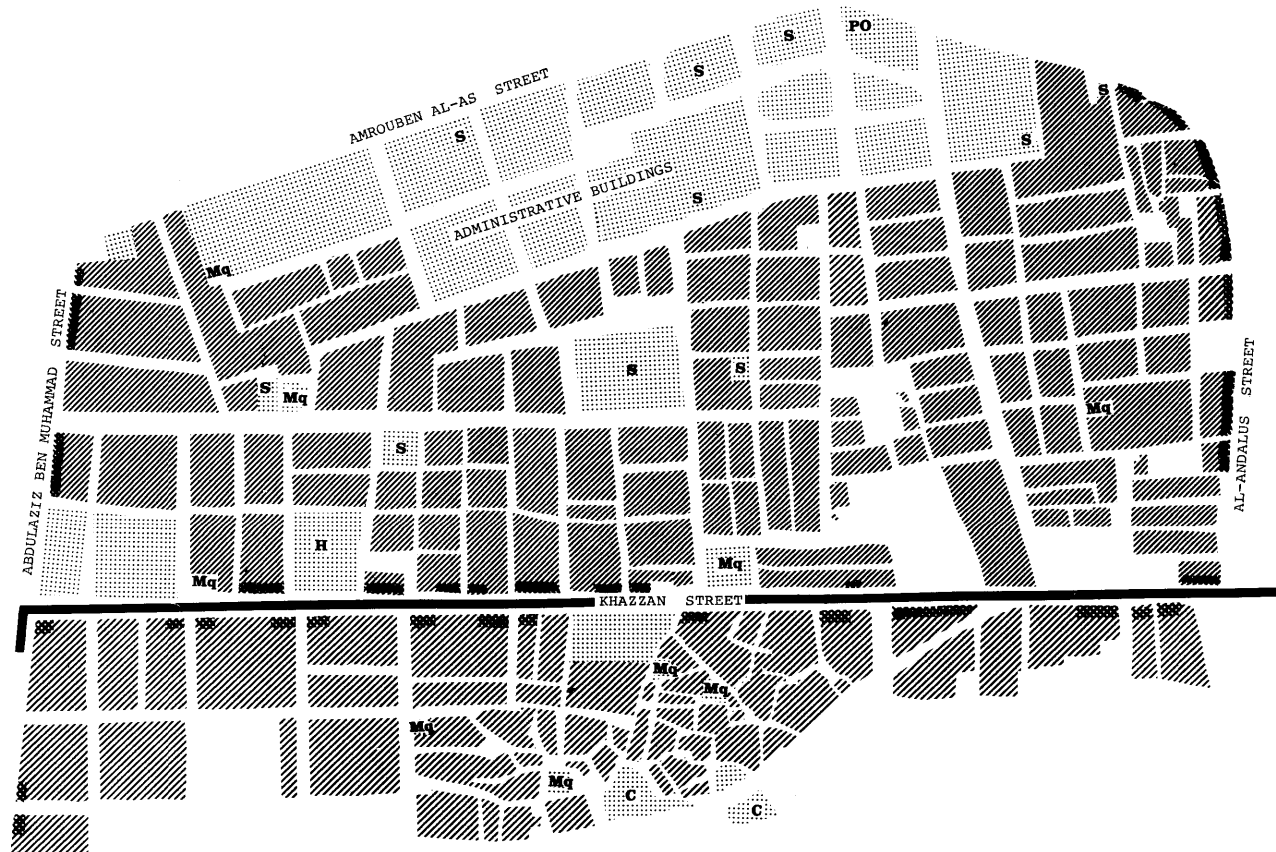 PO
S
S
AMROUBEN AL-AS STREET
S
S
S
ADMINISTRATIVE BUILDINGS
S
Mq
ABDULAZIZ BEN MUHAMMAD STREET
S
S
S
Mq
Mq
AL-ANDALUS STREET
S
H
Mq
Mq
KHAZZAN STREET
Mq
Mq
Mq
Mq
C
C